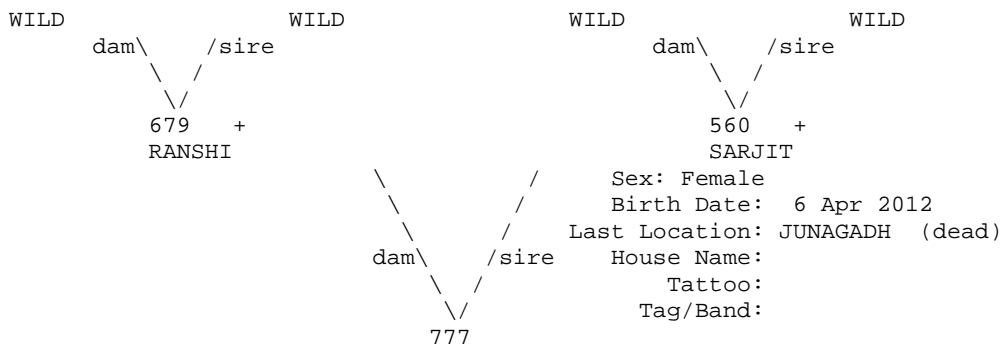 WILD WILD WILD WILD
dam\ /sire dam\ /sire
\ / \ /
\/ \/
679 + 560 +
RANSHI SARJIT
\ / Sex: Female
\ / Birth Date: 6 Apr 2012
\ / Last Location: JUNAGADH (dead)
dam\ /sire House Name:
\ / Tattoo:
\/ Tag/Band:
777